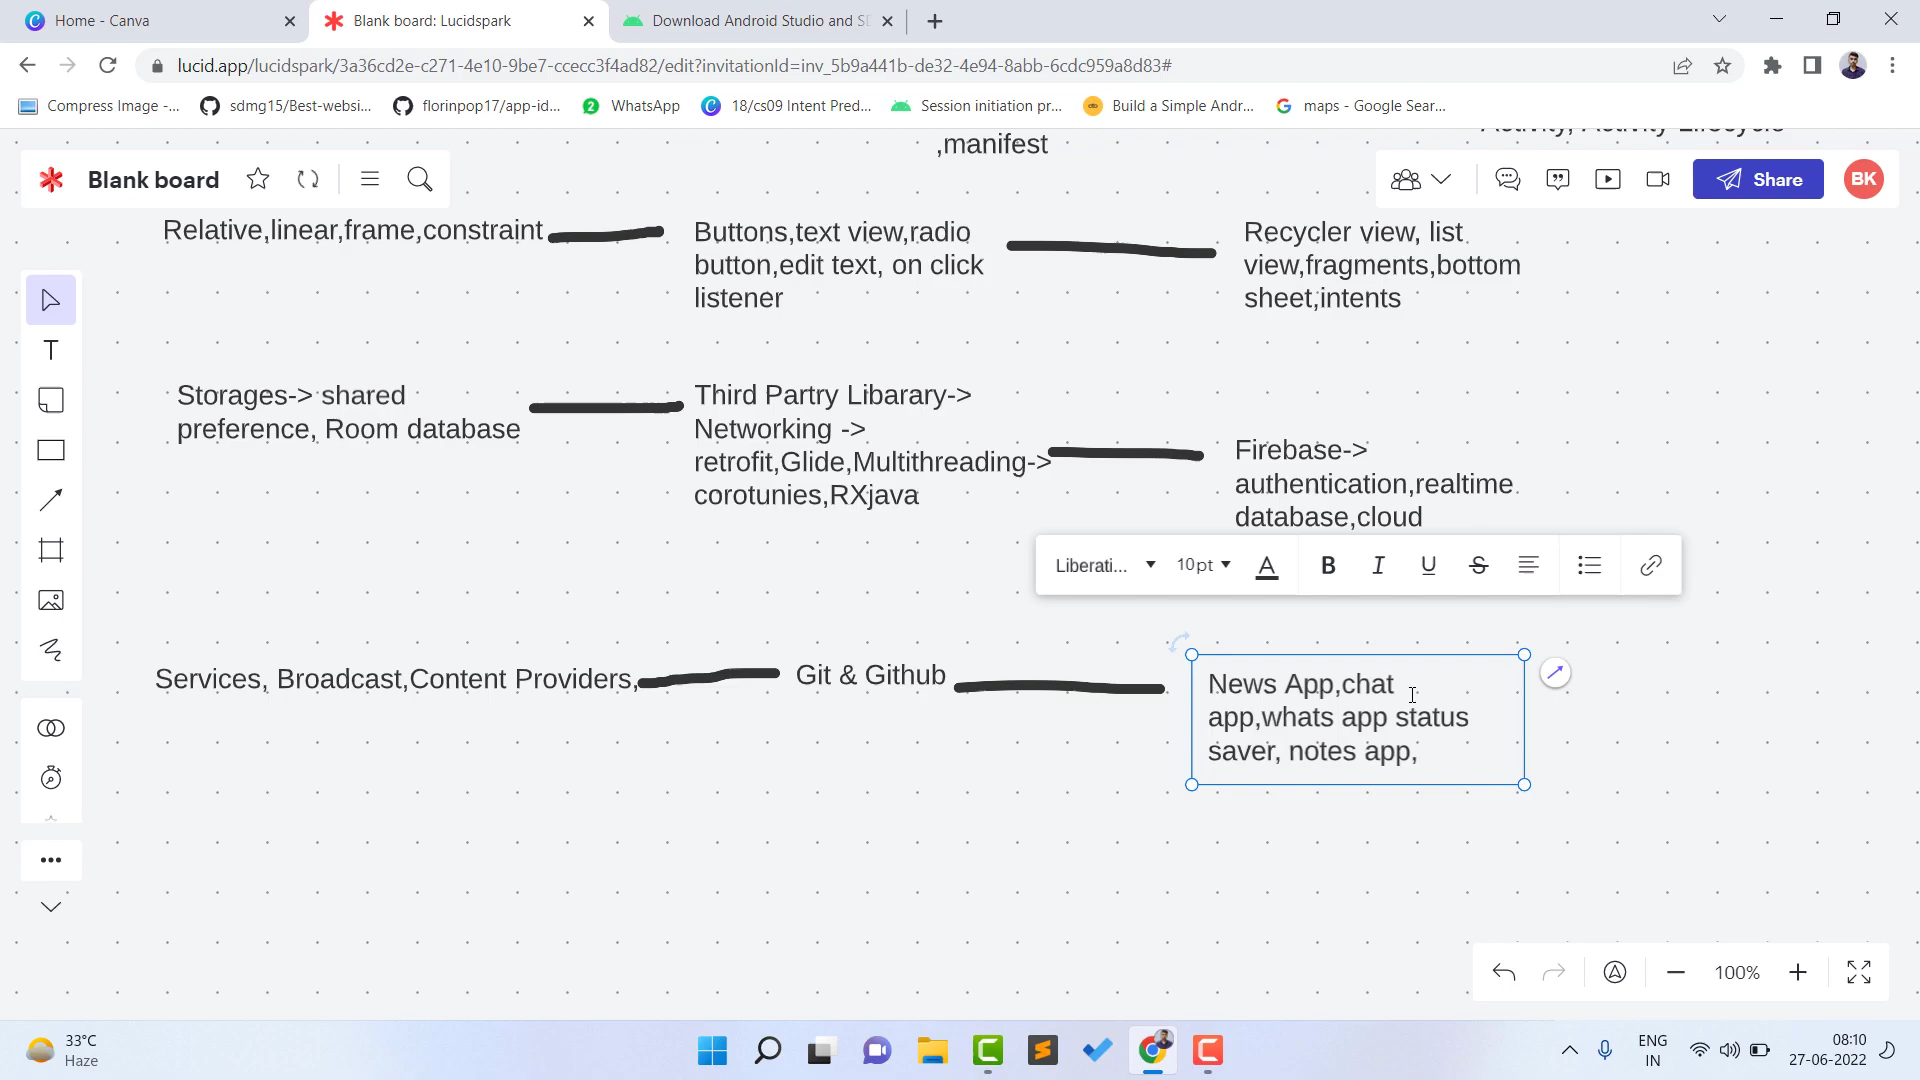 Home - Canva
Blank board: Lucidspark
Download Android Studio and S
lucid.app/lucidspark/3a36cd2e-c271-4e10-9be7-ccecc3f4ad82/edit?invitationId=inv_5b9a441b-de32-4e94-8abb-6cdc959a8d83#
Compress Image -...
sdmg15/Best-websi...
florinpop17/app-id...
2
WhatsApp
18/cs09 Intent Pred...
Session initiation pr...
Build a Simple Andr...
maps - Google Sear...
,manifest
Activity, Activity Lifecycle
Blank board
Share
BK
Relative,linear,frame,constraint
Buttons,text view,radio
button,edit text, on click
listener
Recycler view, list
view,fragments,bottom
sheet,intents
T
Storages-> shared
preference, Room database
Third Partry Libarary->
Networking ->
retrofit,Glide,Multithreading->
corotunies,RXjava
Firebase->
authentication,realtime
database,cloud
Liberati...
10pt
A
B
I
U
S
Services, Broadcast,Content Providers,
Git & Github
News App,chat
app,whats app status
saver, notes app,
100%
33°C
Haze
ENG
IN
08:10
27-06-2022